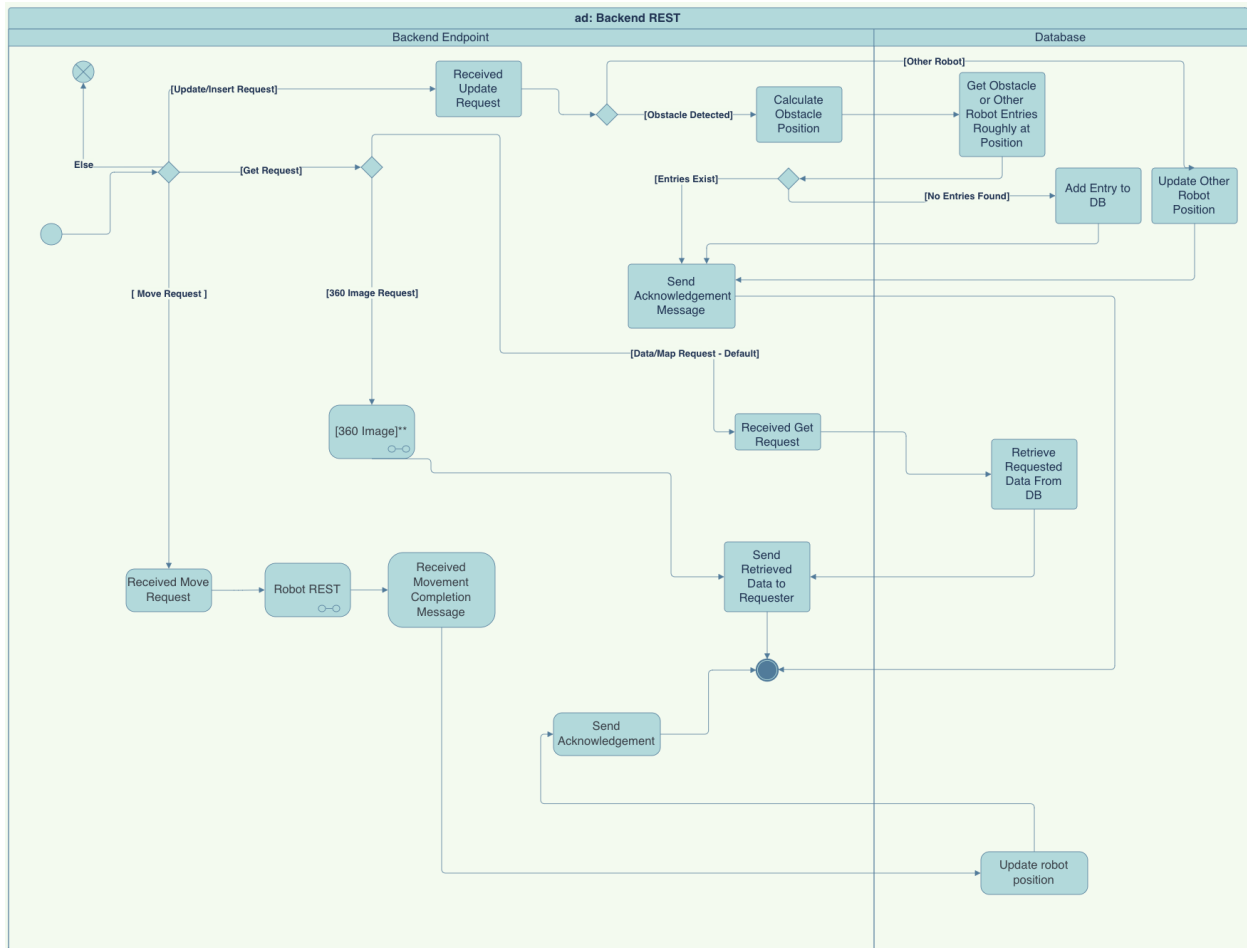 ad: Backend REST
Backend Endpoint
Database
[Other Robot]
Received
Update
Request
[Update/Insert Request]
[Obstacle Detected]
Calculate
Obstacle
Position
Get Obstacle
or Other
Robot Entries
Roughly at
Position
Else
[Get Request]
[Entries Exist]
[No Entries Found]
Add Entry to
DB
Update Other
Robot
Position
[ Move Request ]
[360 Image Request]
Send
Acknowledgement
Message
[Data/Map Request - Default]
[360 Image]**
Received Get
Request
Retrieve
Requested
Data From
DB
Received Move
Request
Robot REST
Received
Movement
Completion
Message
Send
Retrieved
Data to
Requester
Send
Acknowledgement
Update robot
position